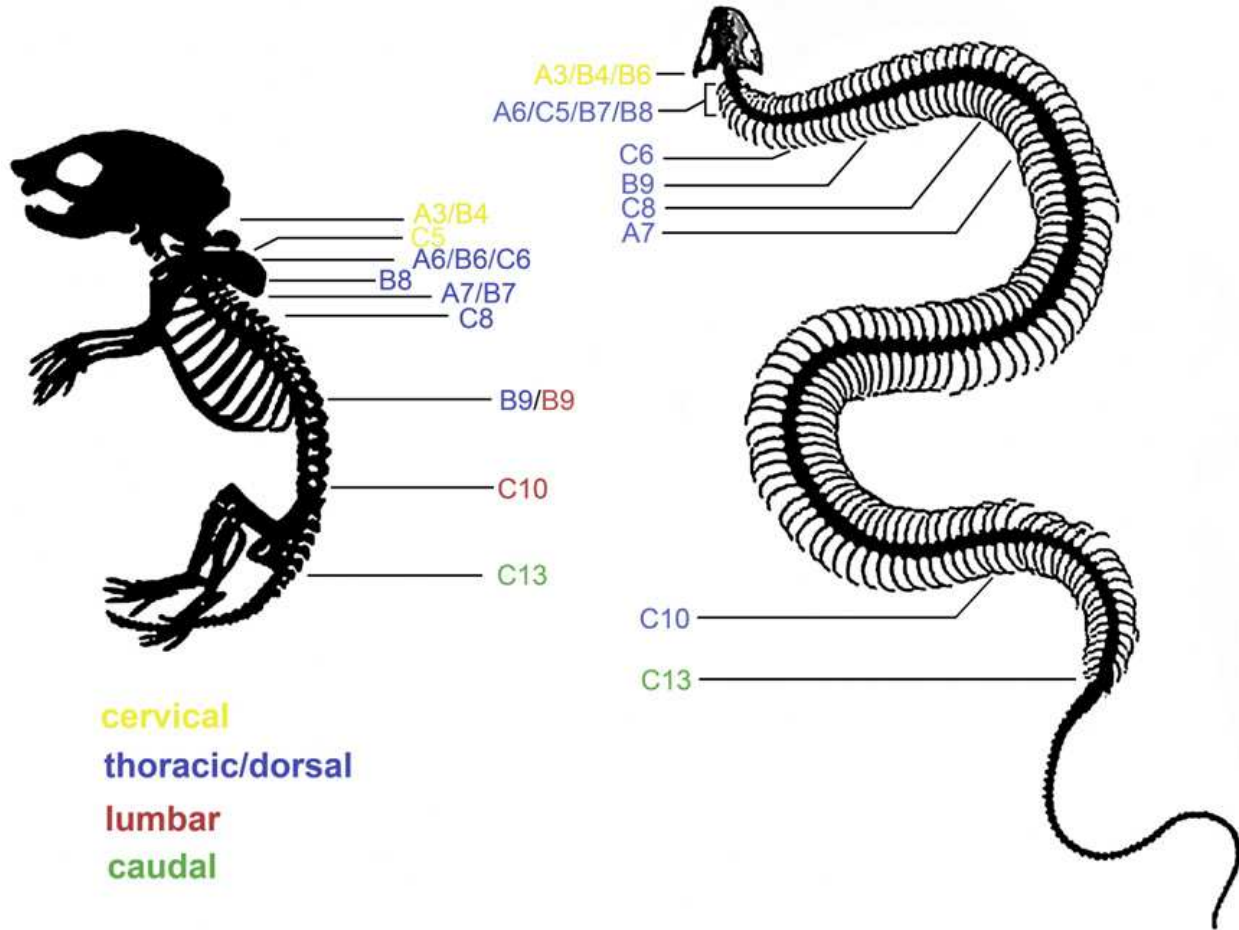 A3/B4/B6
A6/C5/B7/B8
C6
B9
C8
A7
A3/B4
C5
A6/B6/C6
B8
A7/B7
C8
B9/B9
C10
C13
C10
C13
cervical
thoracic/dorsal
lumbar
caudal